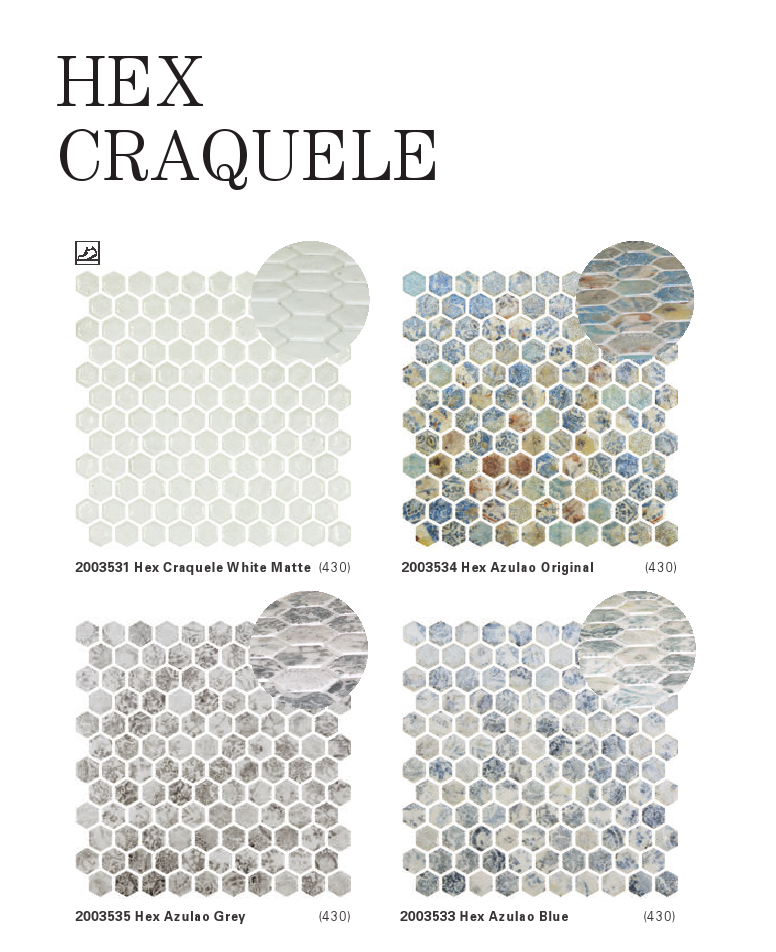 HEX
CRAQUELE
2003531 Hex Craquele White Matte (430)
2003534 Hex Azulao Original (430)
2003535 Hex Azulao Grey (430)
2003533 Hex Azulao Blue (430)